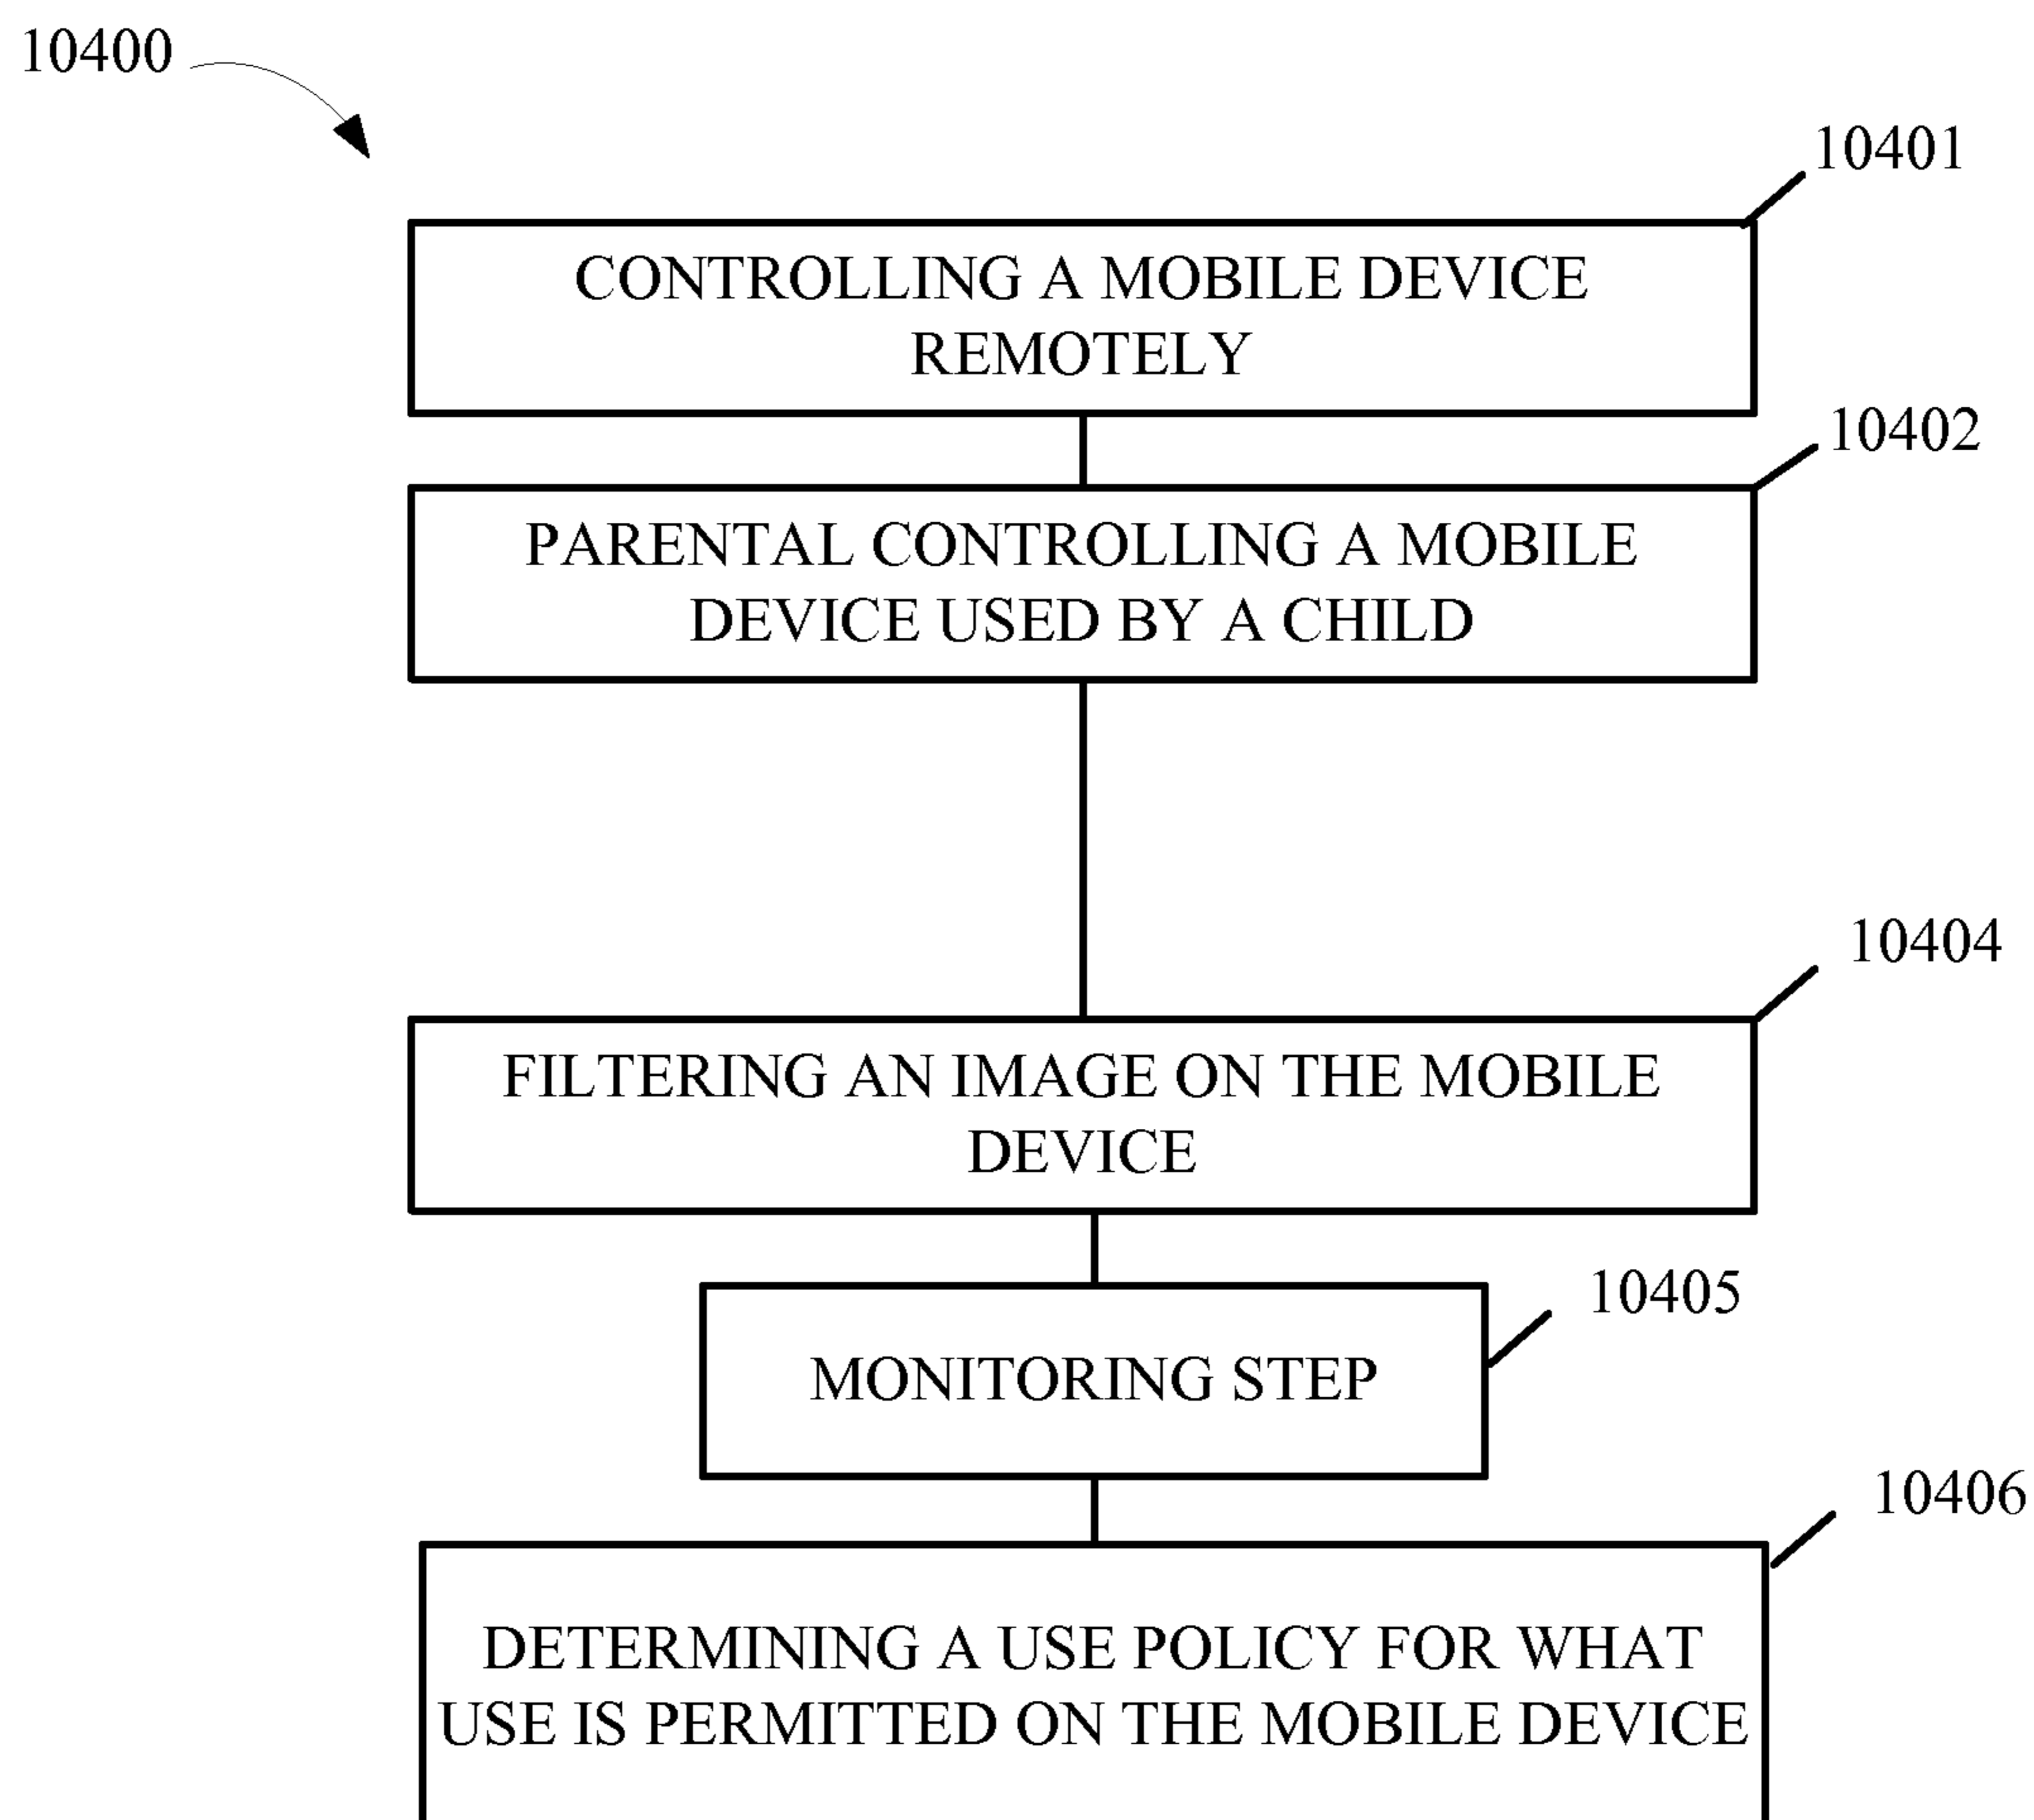 10400
10401
CONTROLLING A MOBILE DEVICE
REMOTELY
10402
PARENTAL CONTROLLING A MOBILE
DEVICE USED BY A CHILD
10404
FILTERING AN IMAGE ON THE MOBILE
DEVICE
10405
MONITORING STEP
10406
DETERMINING A USE POLICY FOR WHAT
USE IS PERMITTED ON THE MOBILE DEVICE